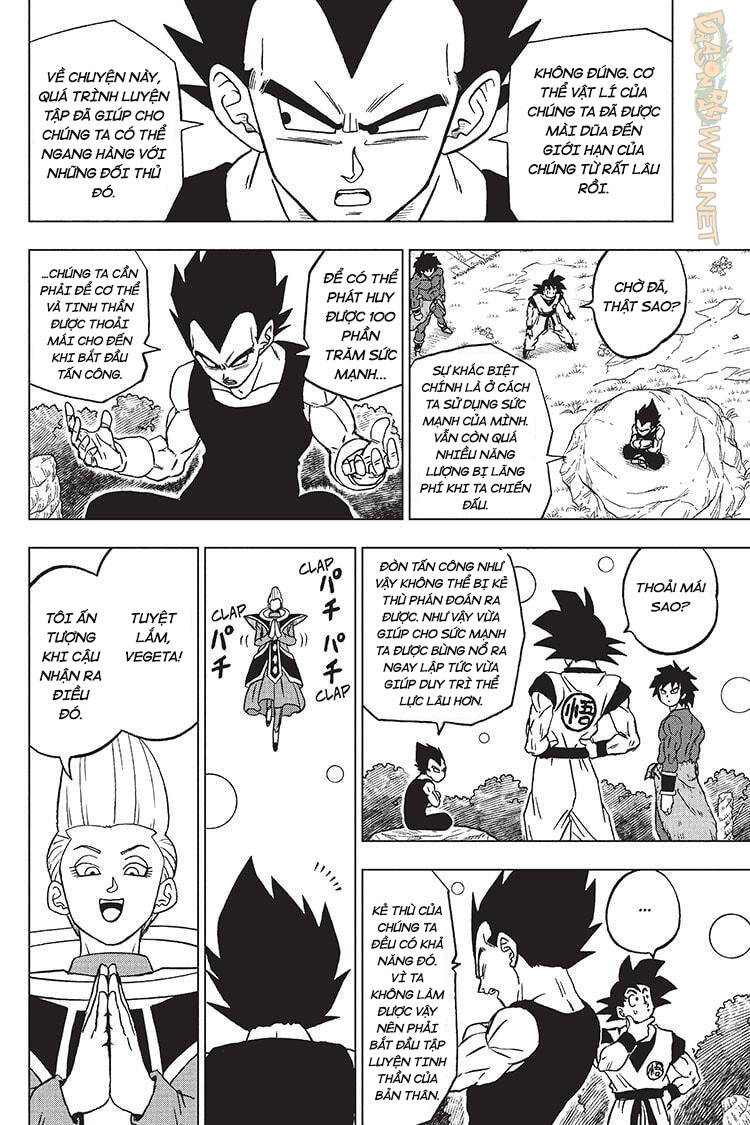 KHÔNG ĐÚNG. CƠ
THỂ VẬT LÍ CỦA
CHÚNG TA ĐÃ ĐƯỢC
MÀI DŨA ĐẾN
GIỚI HẠN CỦA
CHÚNG TỪ RẤT LÂU
RỒI.
VỀ CHUYỆN NÀY,
QUÁ TRÌNH LUYỆN
TẬP ĐÃ GIÚP CHO
CHÚNG TA CÓ THỂ
NGANG HÀNG VỚI
NHỮNG ĐỐI THỦ
ĐÓ.
DRAGON BALL
WIKI.NET
CHỜ ĐÃ,
THẬT SAO?
SỰ KHÁC BIỆT
CHÍNH LÀ Ở CÁCH
TA SỬ DỤNG SỨC
MẠNH CỦA MÌNH.
VẪN CÒN QUÁ
NHIỀU NĂNG
LƯỢNG BỊ LÃNG
PHÍ KHI TA CHIẾN
ĐẤU.
ĐỂ CÓ THỂ
PHÁT HUY
ĐƯỢC 100
PHẦN
TRĂM SỨC
MẠNH...
...CHÚNG TA CẦN
PHẢI ĐỂ CƠ THỂ
VÀ TINH THẦN
ĐƯỢC THOẢI
MÁI CHO ĐẾN
KHI BẮT ĐẦU
TẤN CÔNG.
THOẢI MÁI
SAO?
ĐÒN TẤN CÔNG NHƯ
VẬY KHÔNG THỂ BỊ KẺ
THÙ PHÁN ĐOÁN RA
ĐƯỢC. NHƯ VẬY VỪA
GIÚP CHO SỨC MẠNH
TA ĐƯỢC BÙNG NỔ RA
NGAY LẬP TỨC VỪA
GIÚP DUY TRÌ THỂ
LỰC LÂU HƠN.
悟
...
KẺ THÙ CỦA
CHÚNG TA
ĐỀU CÓ KHẢ
NĂNG ĐÓ.
VÌ TA
KHÔNG LÀM
ĐƯỢC VẬY
NÊN PHẢI
BẮT ĐẦU TẬP
LUYỆN TINH
THẦN CỦA
BẢN THÂN.
悟
CLAP
パチ
パチ
CLAP
CLAP
パチ
TUYỆT
LẮM,
VEGETA!
TÔI ẤN
TƯỢNG
KHI CẬU
NHẬN RA
ĐIỀU
ĐÓ.